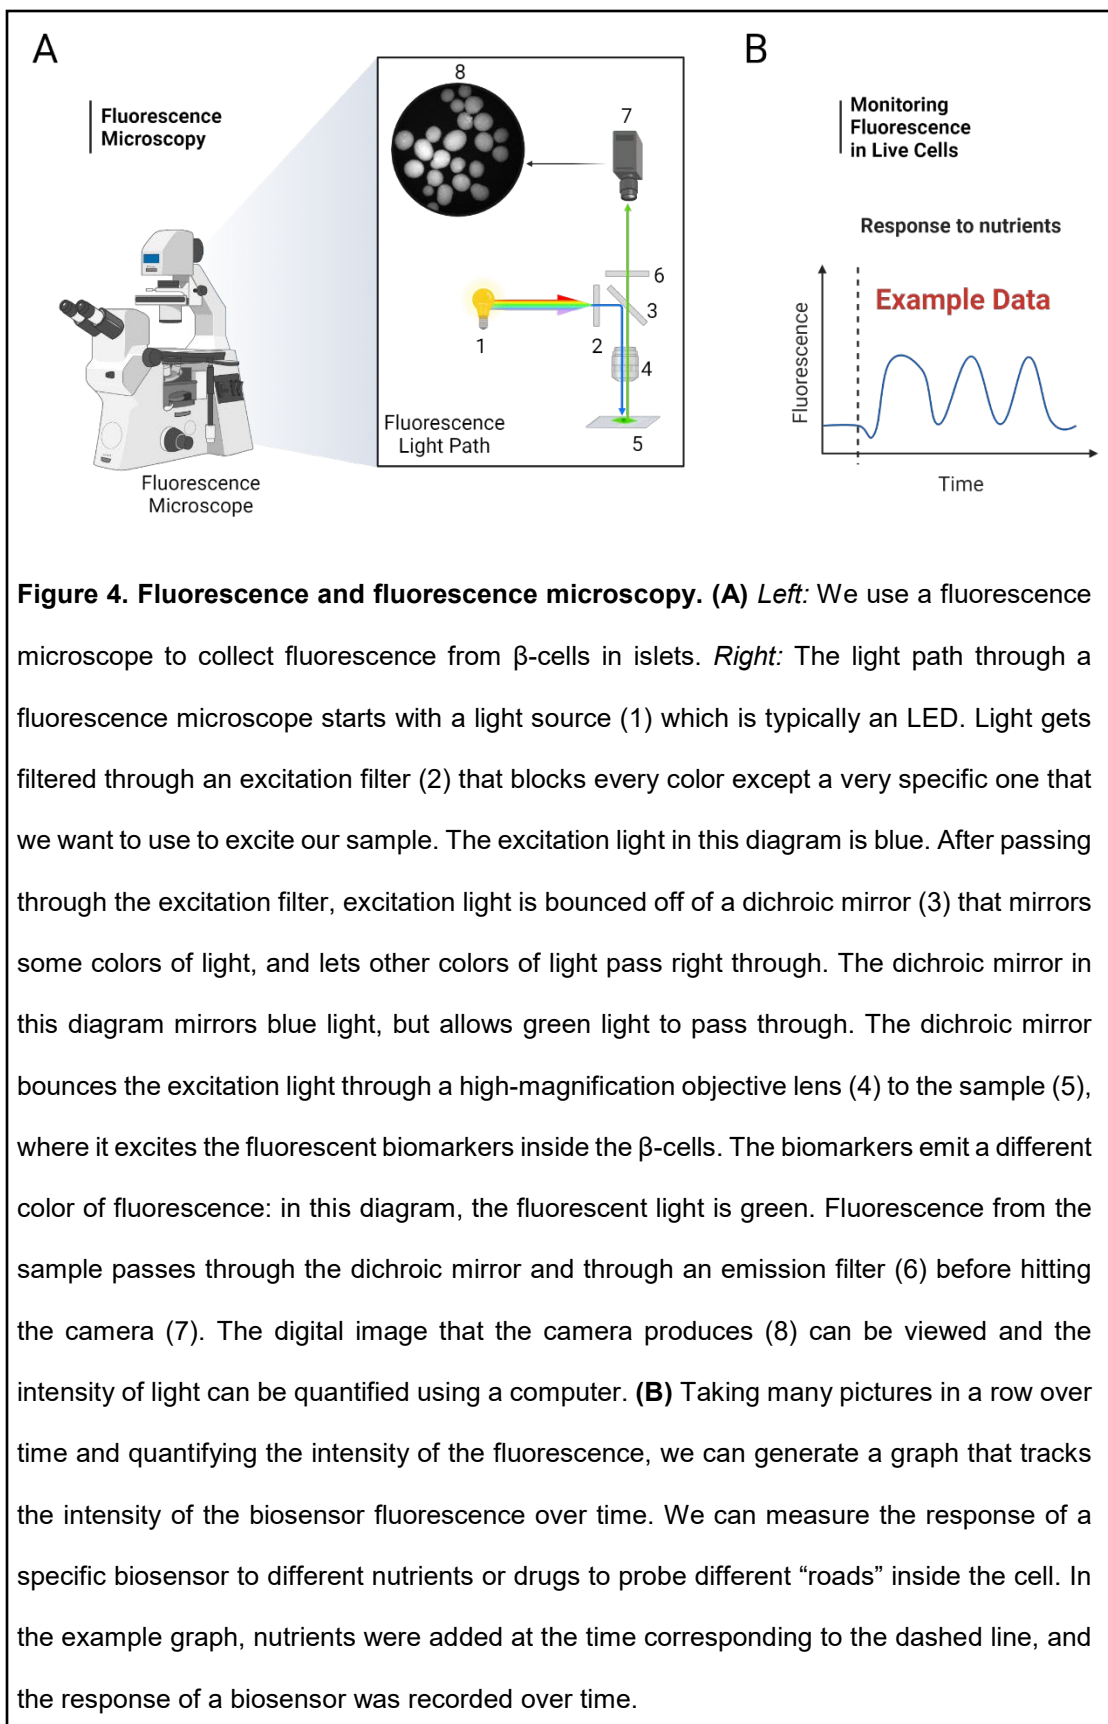 A
Fluorescence
Microscopy
Fluorescence
Microscope
8
7
6
3
1
2
4
5
Fluorescence
Light Path
B
Monitoring
Fluorescence
in Live Cells
Response to nutrients
Example Data
Fluorescence
Time
Figure 4. Fluorescence and fluorescence microscopy. (A) Left: We use a fluorescence
microscope to collect fluorescence from β-cells in islets. Right: The light path through a
fluorescence microscope starts with a light source (1) which is typically an LED. Light gets
filtered through an excitation filter (2) that blocks every color except a very specific one that
we want to use to excite our sample. The excitation light in this diagram is blue. After passing
through the excitation filter, excitation light is bounced off of a dichroic mirror (3) that mirrors
some colors of light, and lets other colors of light pass right through. The dichroic mirror in
this diagram mirrors blue light, but allows green light to pass through. The dichroic mirror
bounces the excitation light through a high-magnification objective lens (4) to the sample (5),
where it excites the fluorescent biomarkers inside the β-cells. The biomarkers emit a different
color of fluorescence: in this diagram, the fluorescent light is green. Fluorescence from the
sample passes through the dichroic mirror and through an emission filter (6) before hitting
the camera (7). The digital image that the camera produces (8) can be viewed and the
intensity of light can be quantified using a computer. (B) Taking many pictures in a row over
time and quantifying the intensity of the fluorescence, we can generate a graph that tracks
the intensity of the biosensor fluorescence over time. We can measure the response of a
specific biosensor to different nutrients or drugs to probe different “roads” inside the cell. In
the example graph, nutrients were added at the time corresponding to the dashed line, and
the response of a biosensor was recorded over time.